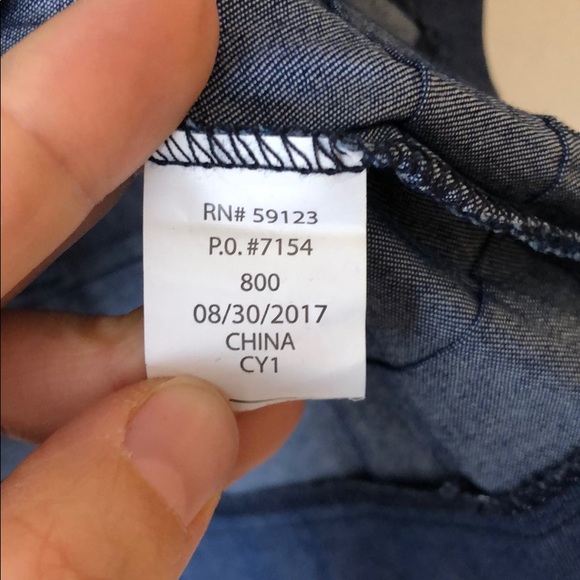 RN# 59123
P.O. #7154
800
08/30/2017
CHINA
CY1